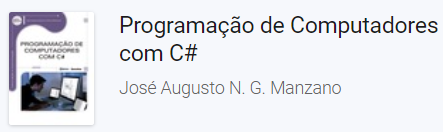 PROGRAMAÇÃO DE
COMPUTADORES
COM C#
Programação de Computadores
com C#
José Augusto N. G. Manzano